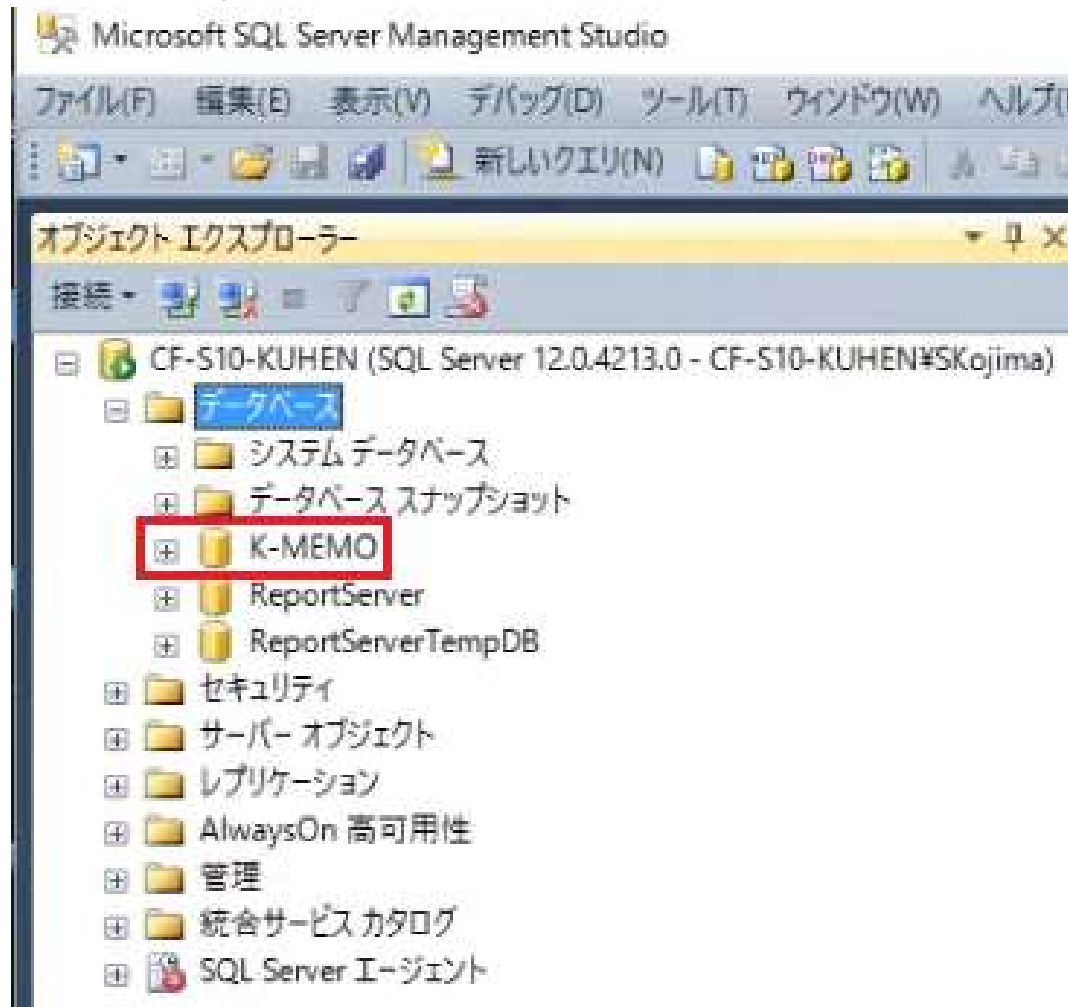 Microsoft SQL Server Management Studio
ファイル(F) 編集(E) 表示(V) デバッグ(D) ツール(T) ウィンドウ(W) ヘルプ(
新しいクエリ(N)
オブジェクト エクスプローラー
接続
CF-S10-KUHEN (SQL Server 12.0.4213.0 - CF-S10-KUHEN¥SKojima)
データベース
システム データベース
データベース スナップショット
K-MEMO
ReportServer
ReportServerTempDB
セキュリティ
サーバー オブジェクト
レプリケーション
AlwaysOn 高可用性
管理
統合サービス カタログ
SQL Server エージェント